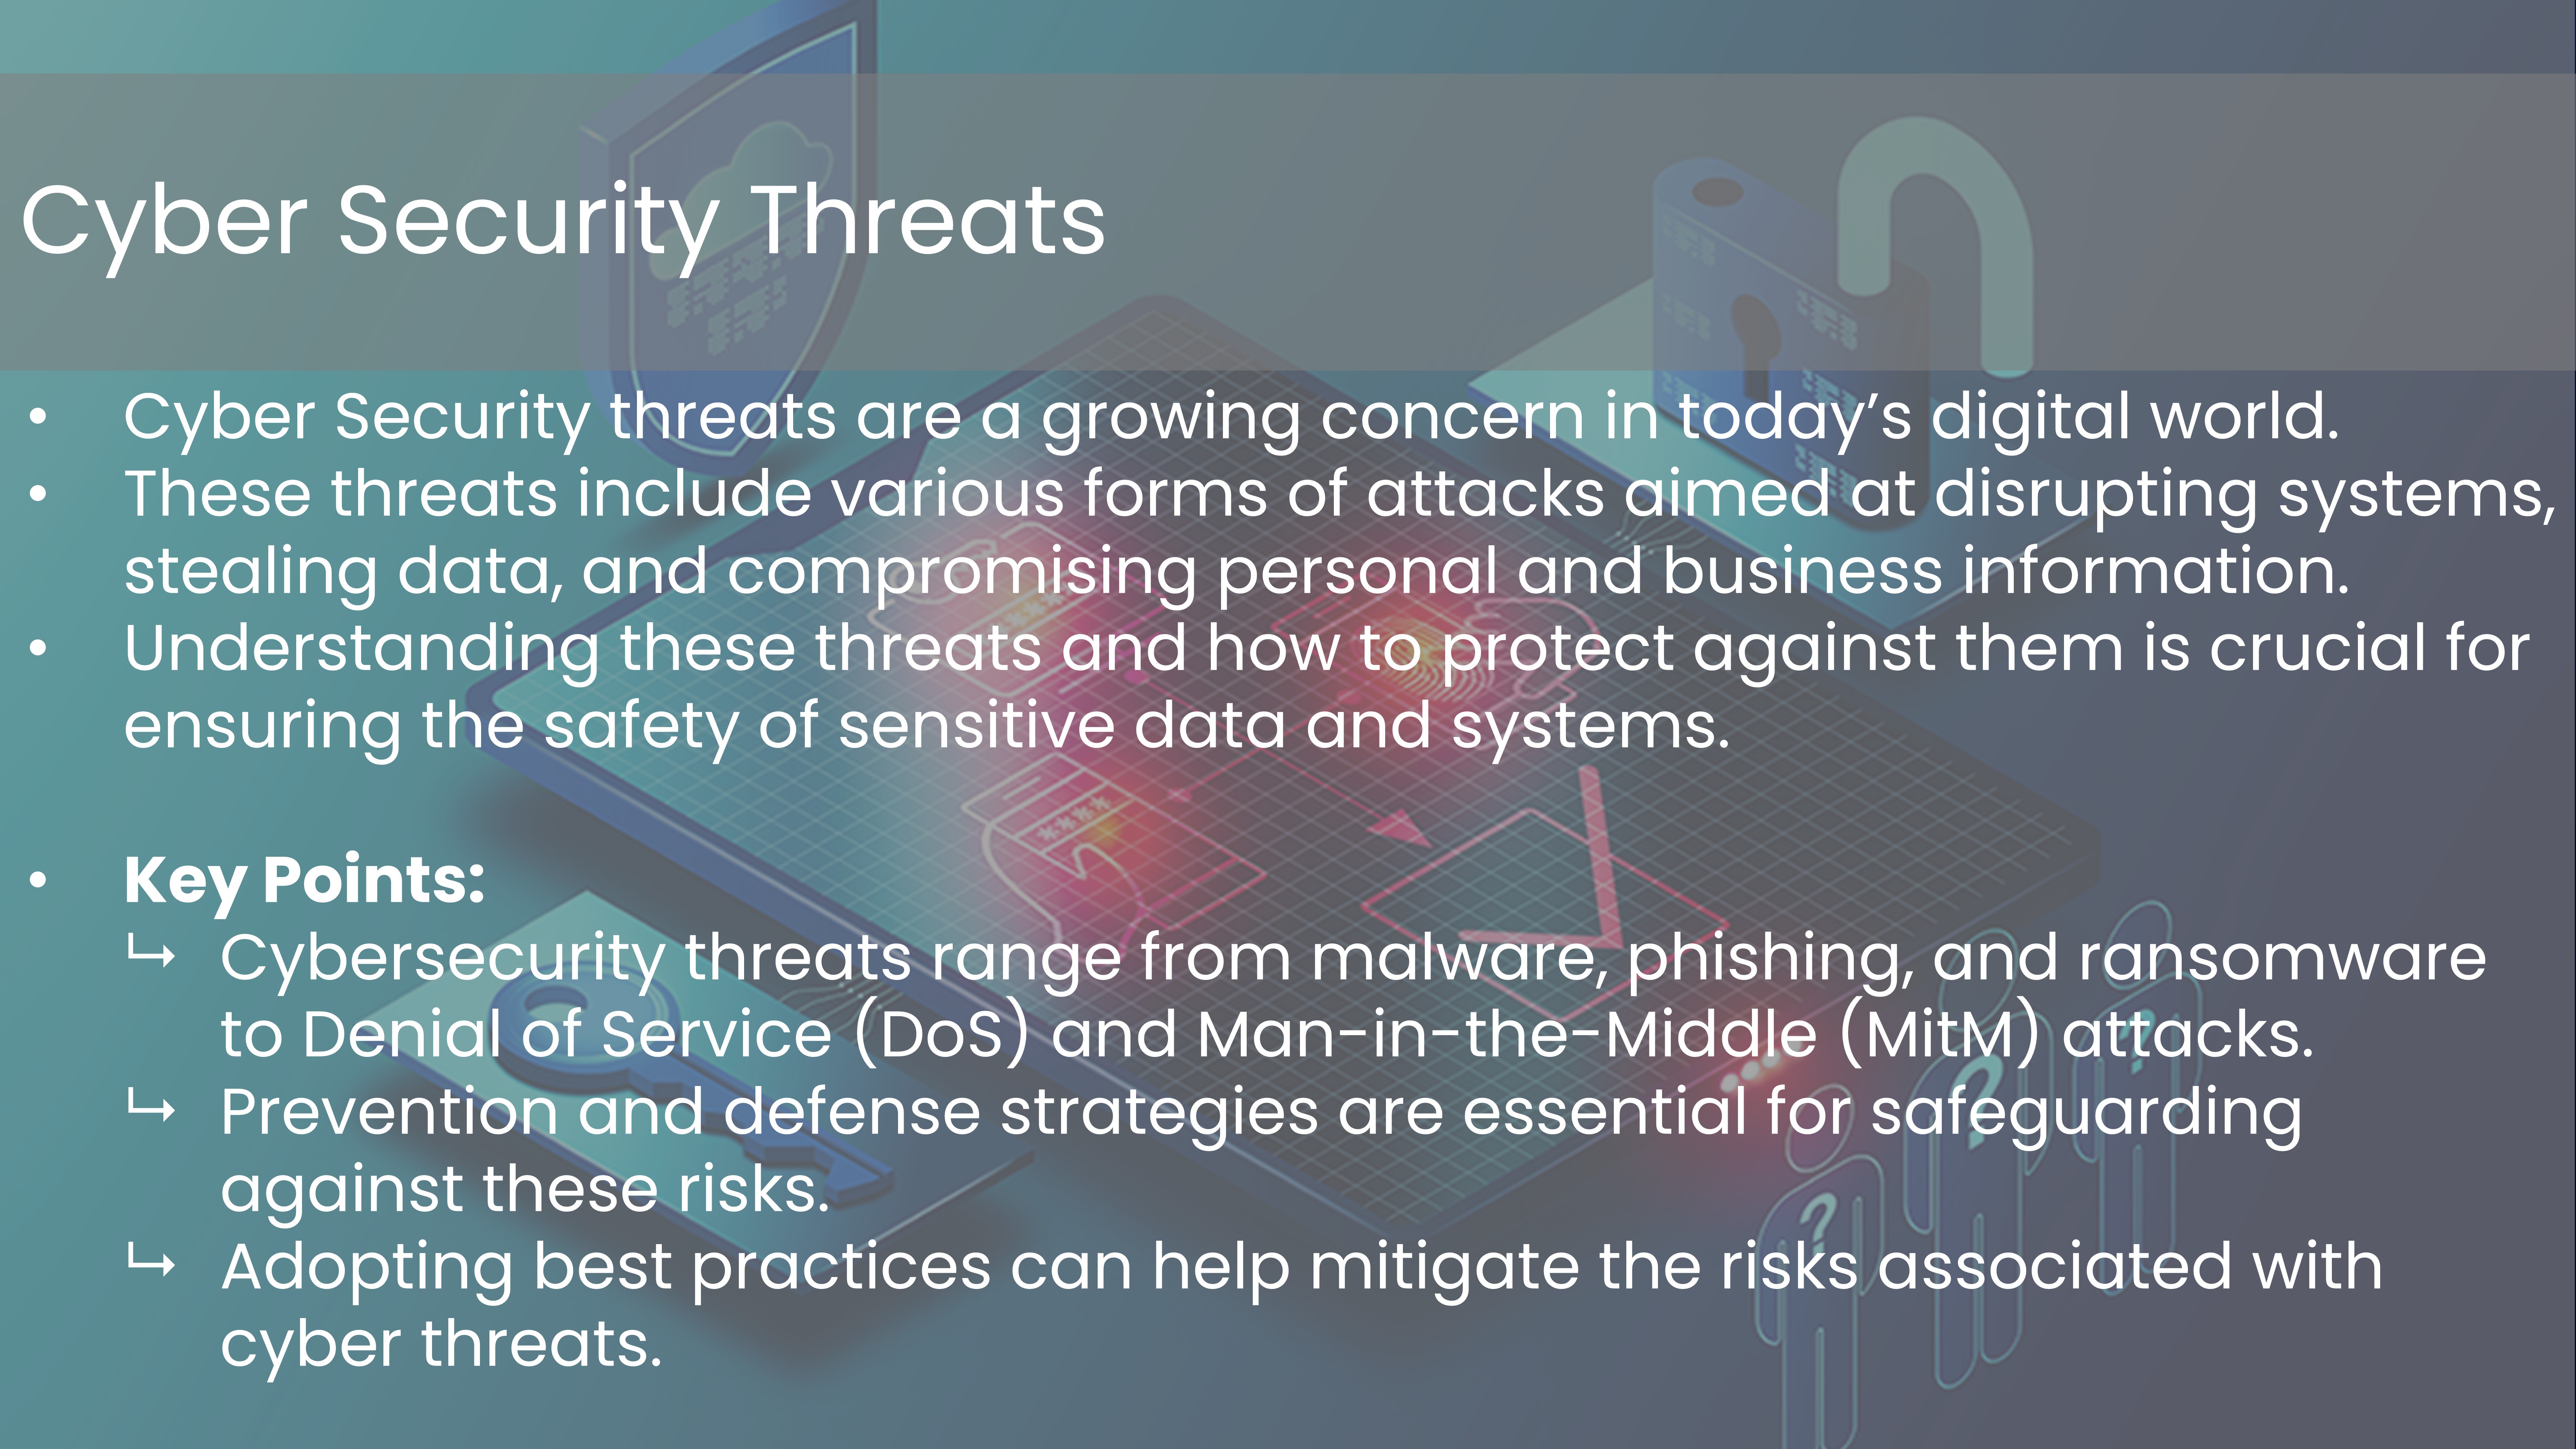 Cyber Security Threats
• Cyber Security threats are a growing concern in today’s digital world.
• These threats include various forms of attacks aimed at disrupting systems,
stealing data, and compromising personal and business information.
• Understanding these threats and how to protect against them is crucial for
ensuring the safety of sensitive data and systems.
• Key Points:
↳ Cybersecurity threats range from malware, phishing, and ransomware
to Denial of Service (DoS) and Man-in-the-Middle (MitM) attacks.
↳ Prevention and defense strategies are essential for safeguarding
against these risks.
↳ Adopting best practices can help mitigate the risks associated with
cyber threats.
****
?
?
?